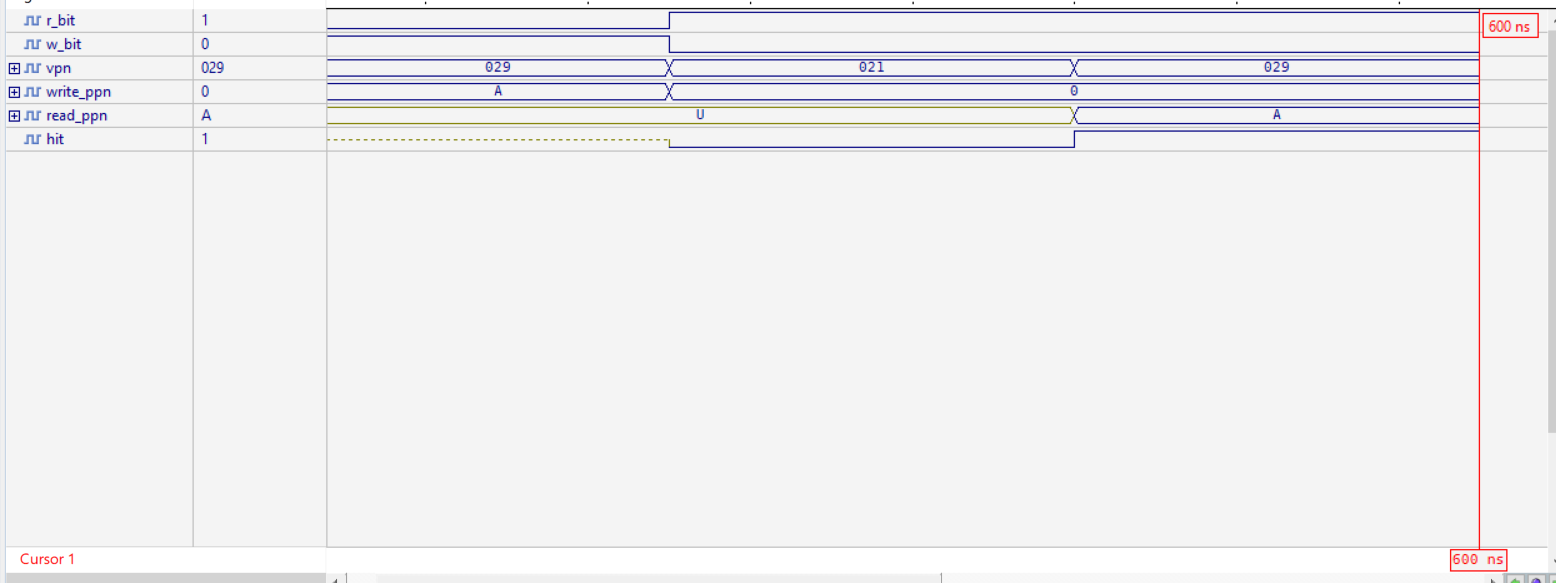 r_bit 1 600 ns
w_bit 0
vpn 029 029 021 029
write_ppn 0 A 0
read_ppn A U A
hit 1
Cursor 1 600 ns